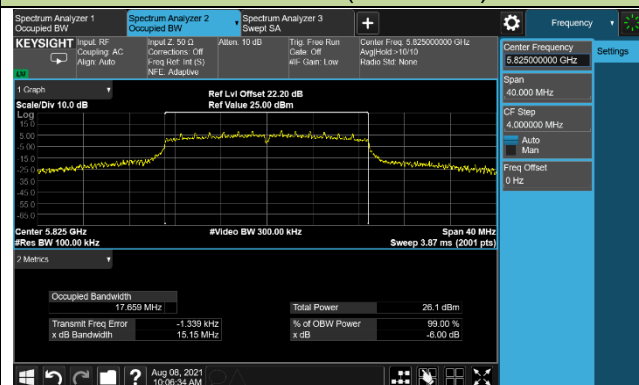 Spectrum Analyzer 1
Occupied BW
Spectrum Analyzer 2
Occupied BW
Spectrum Analyzer 3
Swept SA
+
Frequency
KEYSIGHT
Input: RF
Coupling: AC
Align: Auto
Input Z: 50 Ω
Corrections: Off
Freq Ref: Int (S)
NFE: Adaptive
Atten: 10 dB
Trig: Free Run
Gate: Off
#IF Gain: Low
Center Freq: 5.825000000 GHz
Avg|Hold:>10/10
Radio Std: None
LXI
Center Frequency
5.825000000 GHz
Settings
Span
40.000 MHz
CF Step
4.000000 MHz
Auto
Man
Freq Offset
0 Hz
1 Graph
Scale/Div 10.0 dB
Ref Lvl Offset 22.20 dB
Ref Value 25.00 dBm
Log
15.0
5.00
-5.00
-15.0
-25.0
-35.0
-45.0
-55.0
-65.0
Center 5.825 GHz
#Res BW 100.00 kHz
#Video BW 300.00 kHz
Span 40 MHz
Sweep 3.87 ms (2001 pts)
2 Metrics
Occupied Bandwidth
17.659 MHz
Total Power 26.1 dBm
Transmit Freq Error -1.339 kHz
% of OBW Power 99.00 %
x dB Bandwidth 15.15 MHz
x dB -6.00 dB
?
Aug 08, 2021
10:06:34 AM